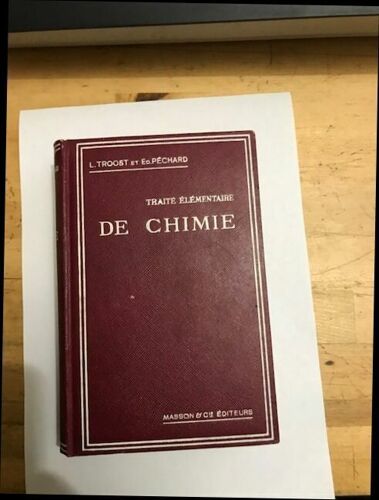 L. TROOST ET ED. PÉCHARD
TRAITÉ ÉLÉMENTAIRE
DE CHIMIE
MASSON & CIE ÉDITEURS